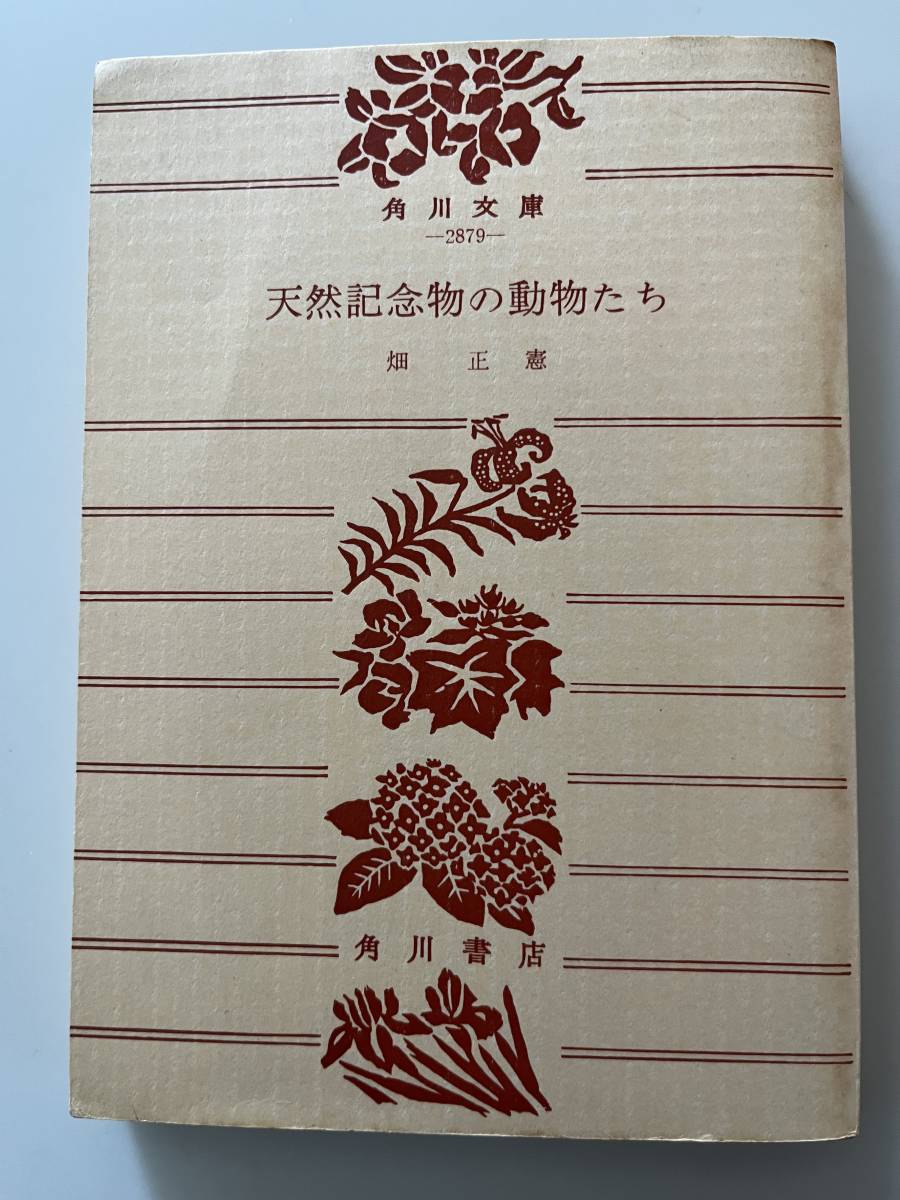 角川文庫
—2879—
天然記念物の動物たち
畑 正憲
角川書店